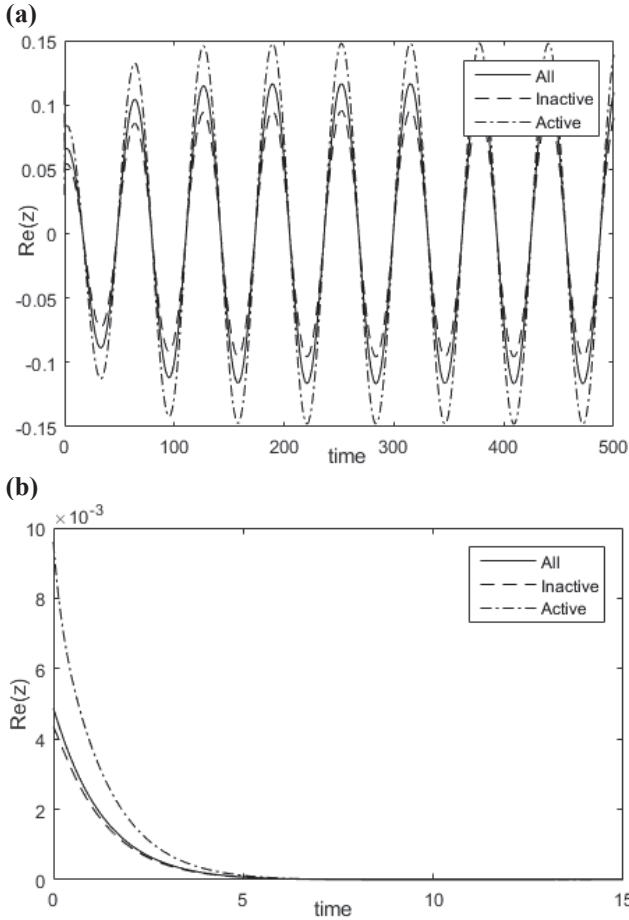 (a)
0.15
0.1
0.05
0
-0.05
-0.1
-0.15
Re(z)
All
Inactive
Active
0 100 200 300 400 500
time
(b)
× 10⁻³
10
8
6
4
2
0
Re(z)
All
Inactive
Active
0 5 10 15
time